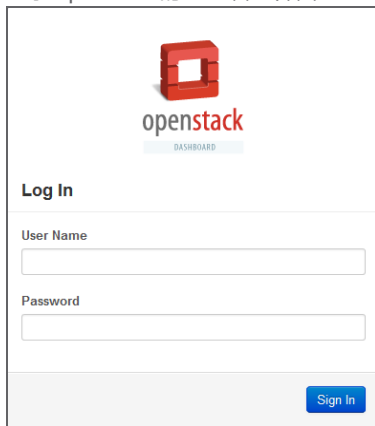 openstack
DASHBOARD
Log In
User Name
Password
Sign In